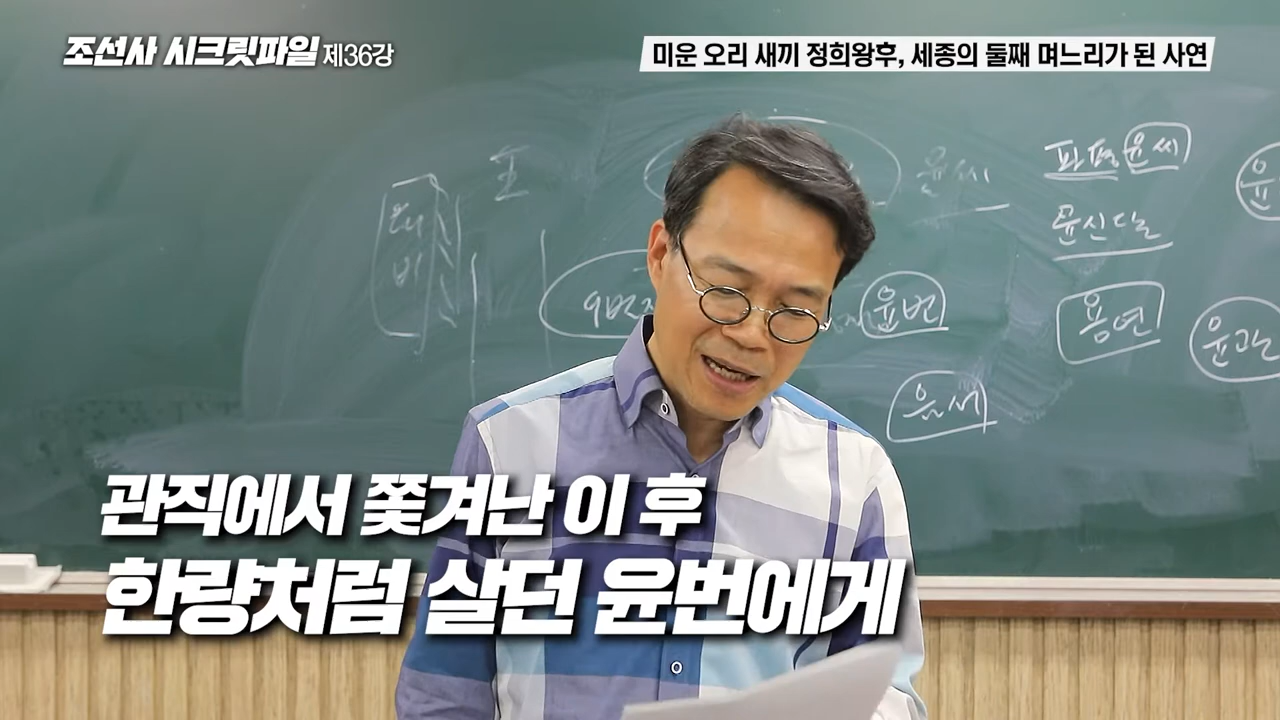 조선사 시크릿파일 제36강
미운 오리 새끼 정희왕후, 세종의 둘째 며느리가 된 사연
파평윤씨
윤씨
윤신달
9번
윤번
용연
윤관
관직에서 쫓겨난 이 후
한량처럼 살던 윤번에게